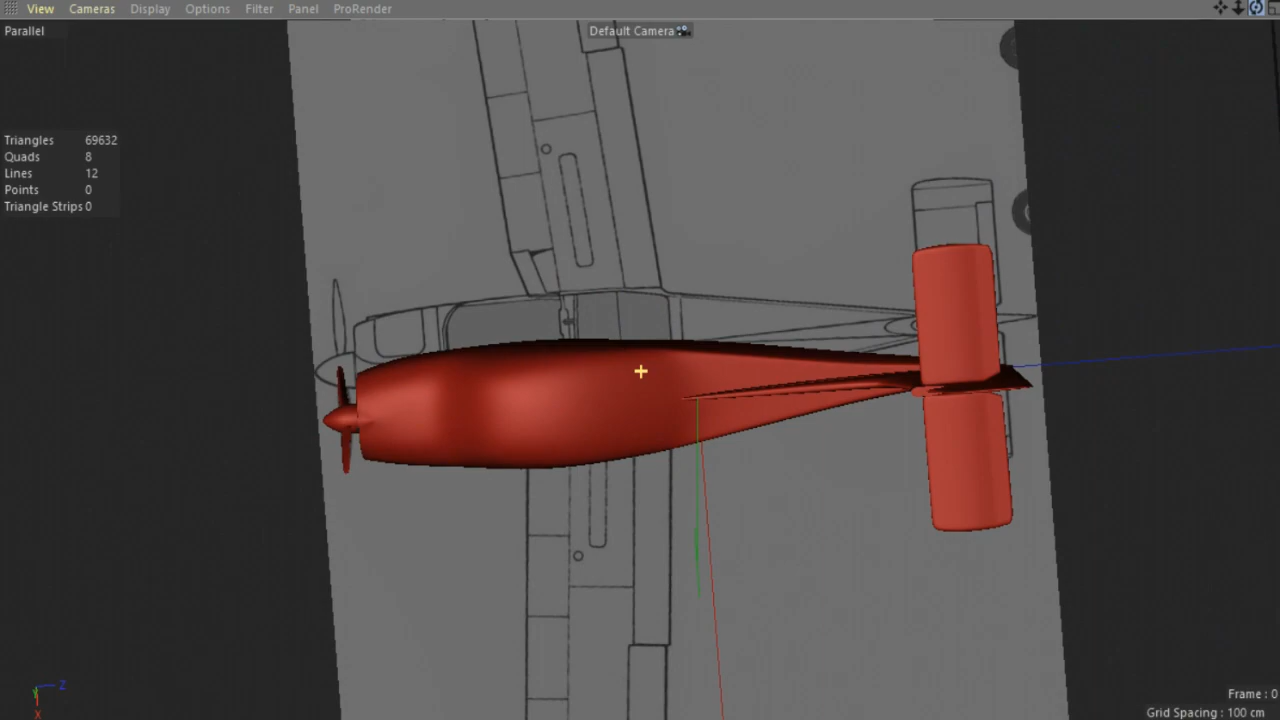 View Cameras Display Options Filter Panel ProRender
Parallel
Default Camera
Triangles 69632
Quads 8
Lines 12
Points 0
Triangle Strips 0
Z
Y
X
Frame : 0
Grid Spacing : 100 cm